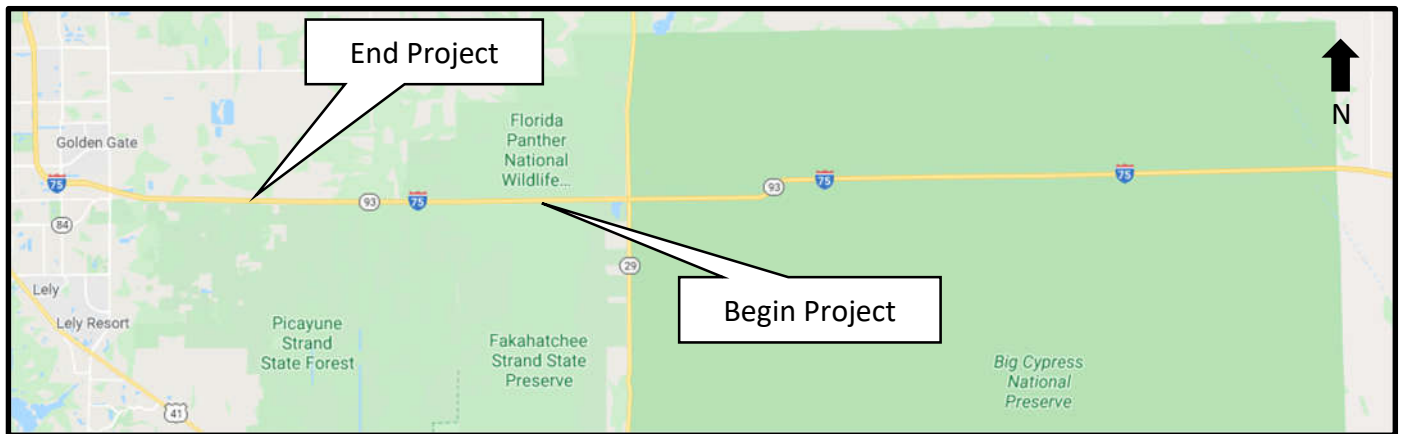 End Project
N
Golden Gate
Florida
Panther
National
Wildlife...
75
75
75
93
93
75
84
29
Begin Project
Lely
Lely Resort
Picayune
Strand
State Forest
Fakahatchee
Strand State
Preserve
Big Cypress
National
Preserve
41